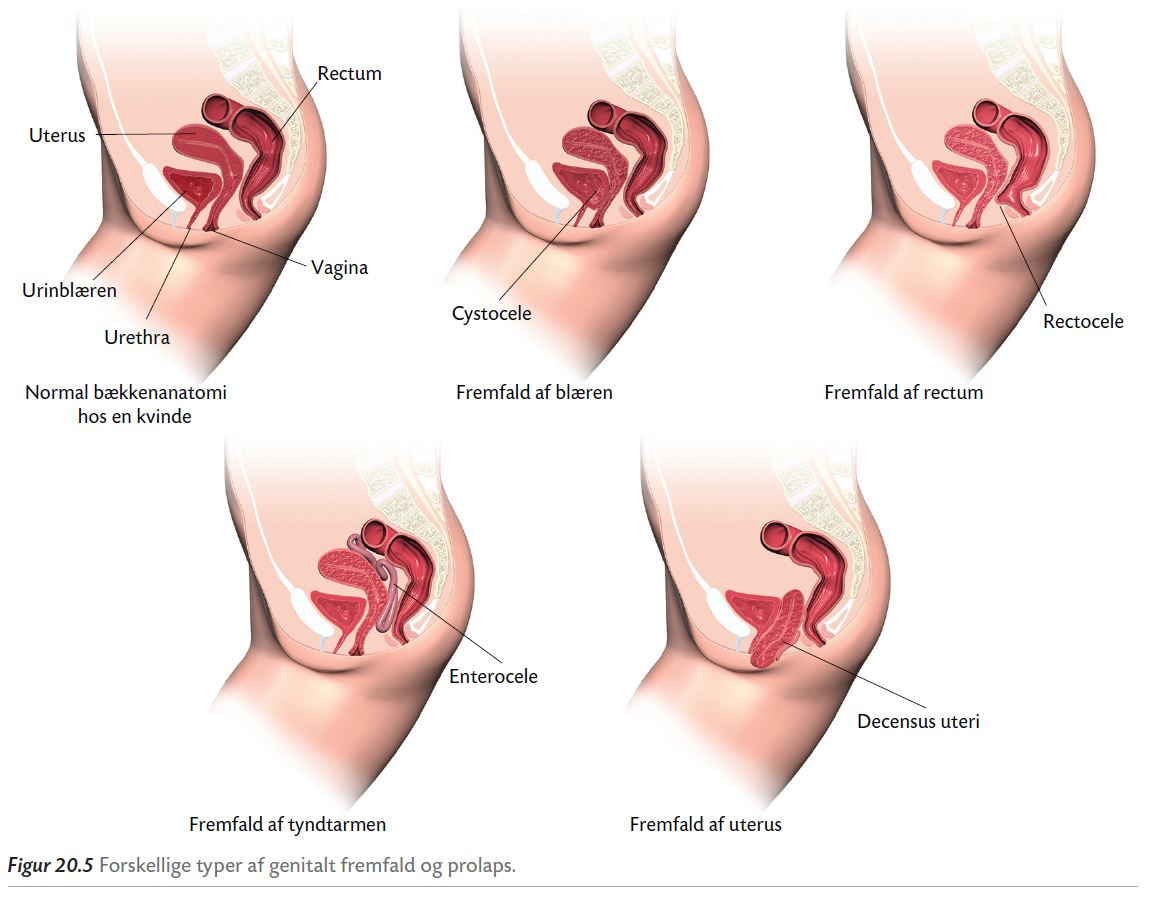 Rectum
Uterus
Vagina
Urinblæren
Urethra
Normal bækkenanatomi
hos en kvinde
Cystocele
Fremfald af blæren
Rectocele
Fremfald af rectum
Enterocele
Fremfald af tyndtarmen
Decensus uteri
Fremfald af uterus
Figur 20.5 Forskellige typer af genitalt fremfald og prolaps.